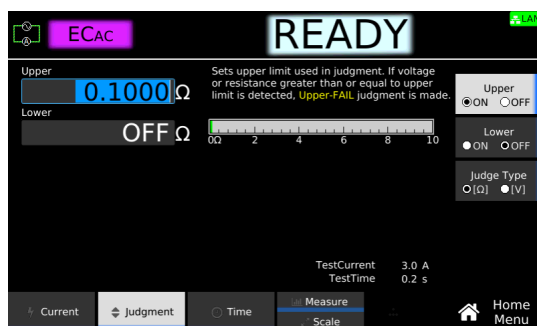 ECAC
READY
LAN
Upper
0.1000 Ω
Lower
OFF Ω
Sets upper limit used in judgment. If voltage
or resistance greater than or equal to upper
limit is detected, Upper-FAIL judgment is made.
0Ω 2 4 6 8 10
Upper
ON OFF
Lower
ON OFF
Judge Type
[Ω] [V]
TestCurrent 3.0 A
TestTime 0.2 s
Current
Judgment
Time
Measure
Scale
Home
Menu